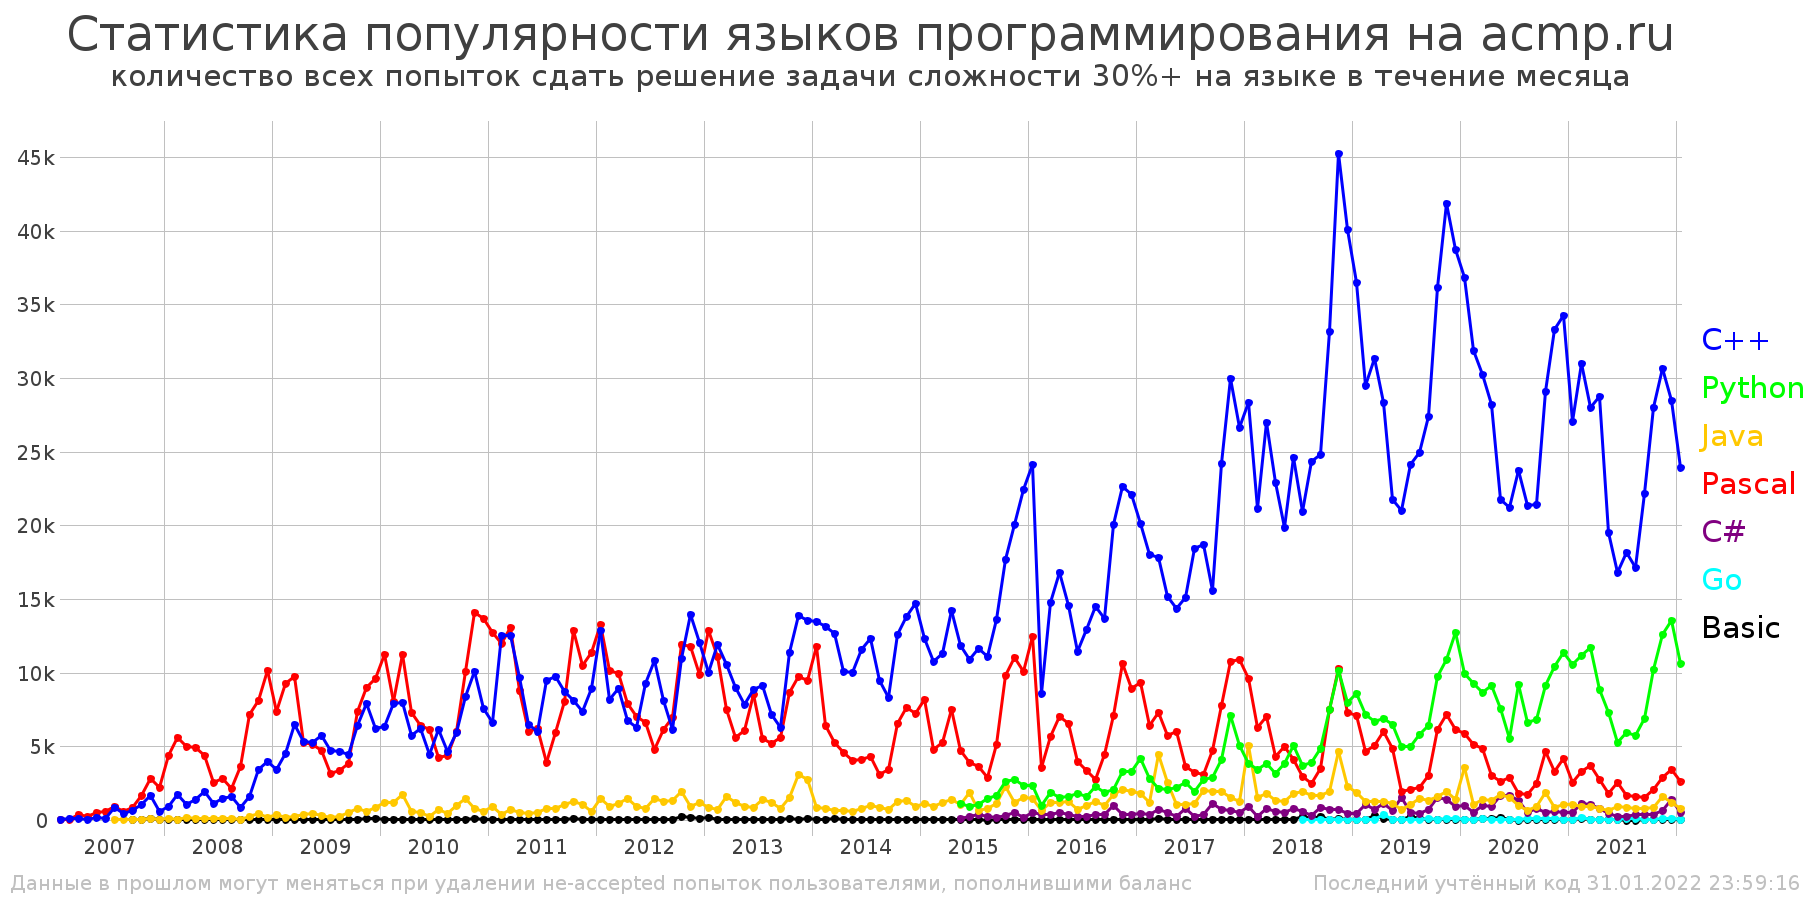 Статистика популярности языков программирования на acmp.ru
количество всех попыток сдать решение задачи сложности 30%+ на языке в течение месяца
45k
40k
35k
30k
25k
20k
15k
10k
5k
0
2007 2008 2009 2010 2011 2012 2013 2014 2015 2016 2017 2018 2019 2020 2021
C++
Python
Java
Pascal
C#
Go
Basic
Данные в прошлом могут меняться при удалении не-accepted попыток пользователями, пополнившими баланс
Последний учтённый код 31.01.2022 23:59:16